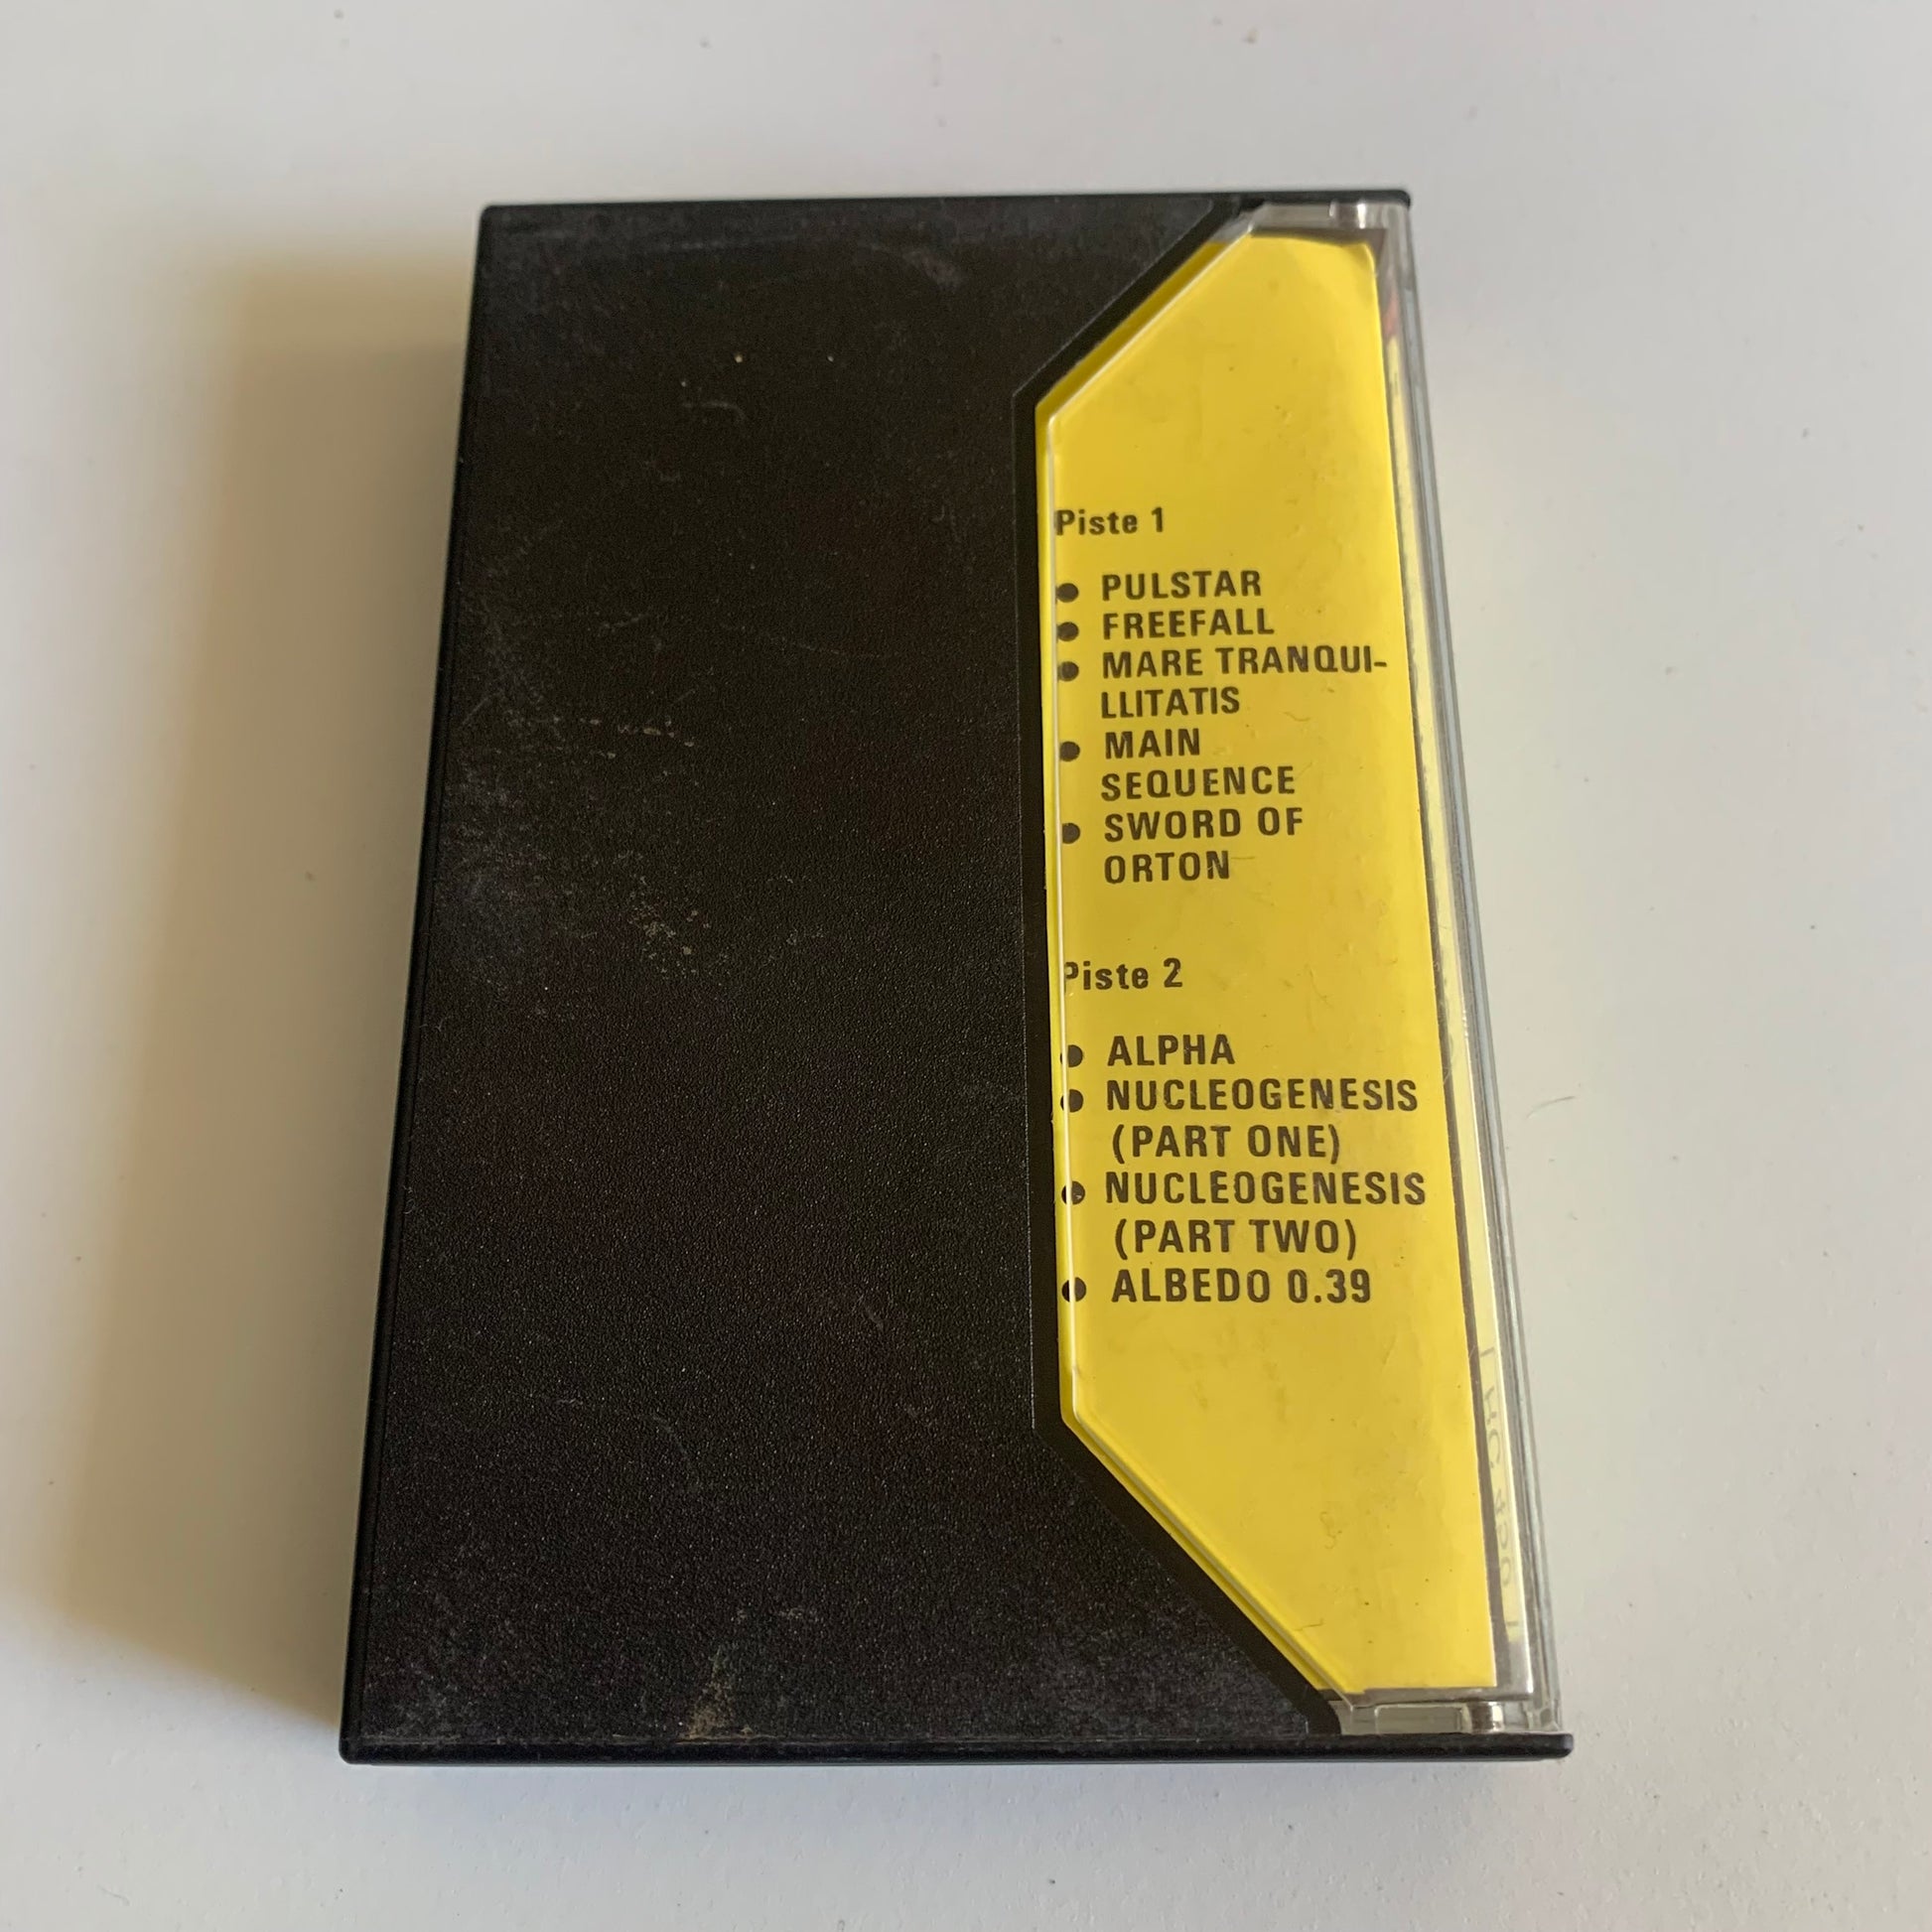 Piste 1
● PULSTAR
● FREEFALL
● MARE TRANQUI-
LLITATIS
● MAIN
SEQUENCE
● SWORD OF
ORTON
Piste 2
● ALPHA
● NUCLEOGENESIS
(PART ONE)
● NUCLEOGENESIS
(PART TWO)
● ALBEDO 0.39